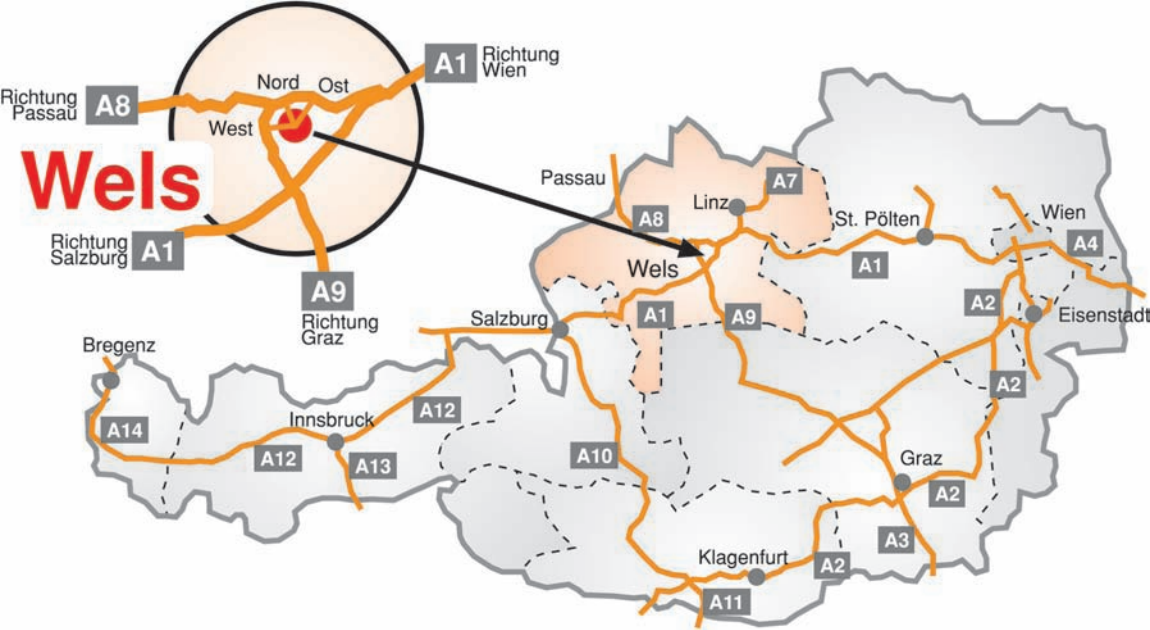 A1
Richtung
Wien
Nord
Ost
Richtung
Passau
A8
West
Wels
Richtung
Salzburg
A1
A9
Richtung
Graz
Passau
A8
Linz
A7
St. Pölten
Wien
A4
A1
Wels
A1
A9
A2
Eisenstadt
Salzburg
Bregenz
A14
Innsbruck
A12
A12
A13
A10
A2
Graz
A2
A3
Klagenfurt
A2
A11